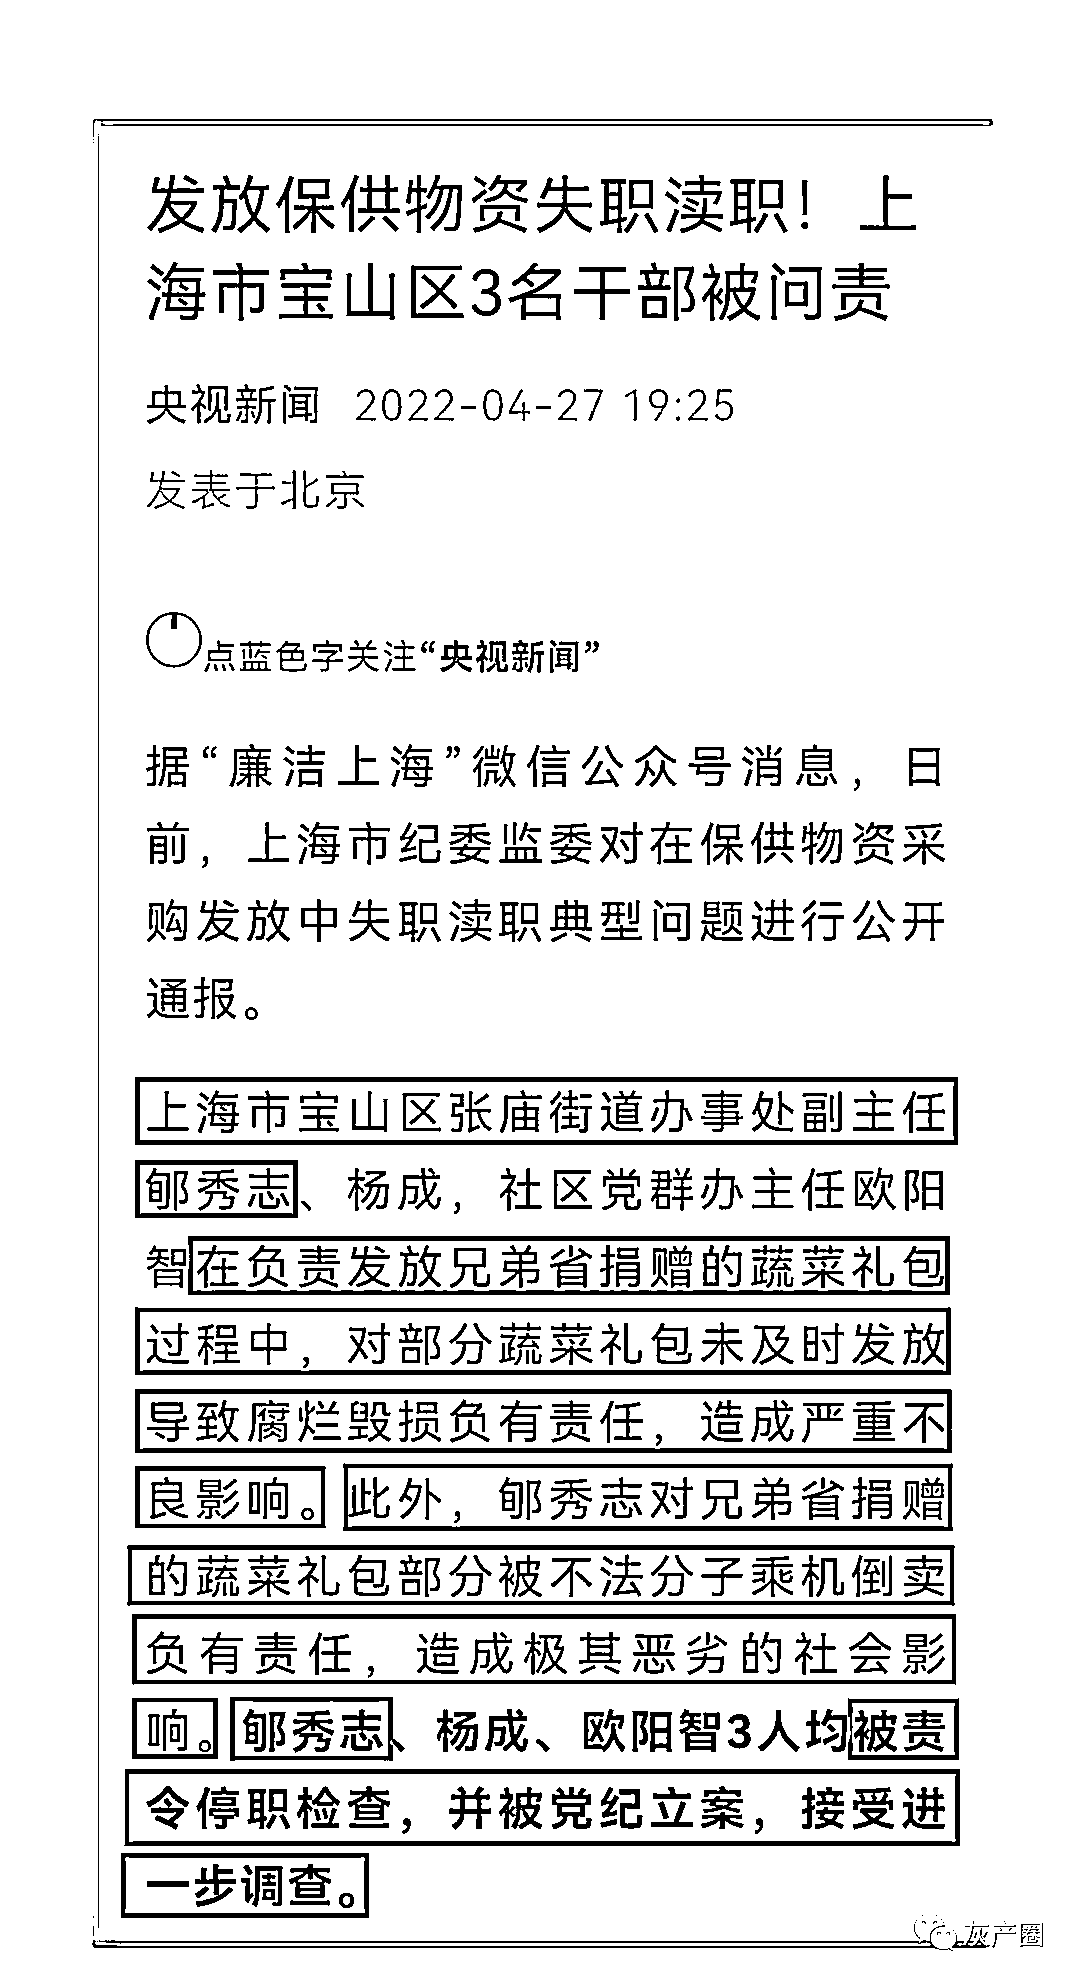 发放保供物资失职渎职！上
海市宝山区3名干部被问责
央视新闻 2022-04-27 19:25
发表于北京
点蓝色字关注“央视新闻”
据“廉洁上海”微信公众号消息，日
前，上海市纪委监委对在保供物资采
购发放中失职渎职典型问题进行公开
通报。
上海市宝山区张庙街道办事处副主任
郇秀志、杨成，社区党群办主任欧阳
智在负责发放兄弟省捐赠的蔬菜礼包
过程中，对部分蔬菜礼包未及时发放
导致腐烂毁损负有责任，造成严重不
良影响。此外，郇秀志对兄弟省捐赠
的蔬菜礼包部分被不法分子乘机倒卖
负有责任，造成极其恶劣的社会影
响。郇秀志、杨成、欧阳智3人均被责
令停职检查，并被党纪立案，接受进
一步调查。
灰产圈